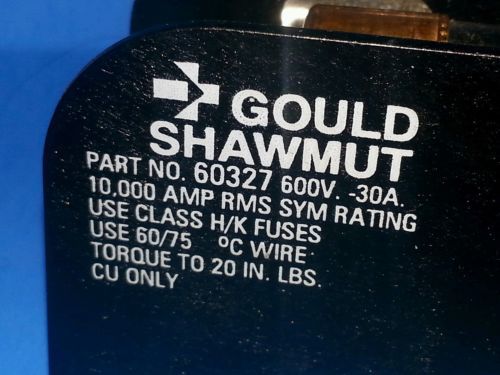 GOULD
SHAWMUT
PART NO. 60327 600V. -30A.
10,000 AMP RMS SYM RATING
USE CLASS H/K FUSES
USE 60/75 ºC WIRE
TORQUE TO 20 IN. LBS.
CU ONLY